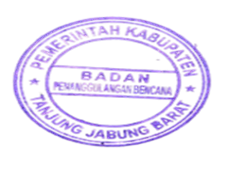 PEMERINTAH KABUPATEN
BADAN
PENANGGULANGAN BENCANA
TANJUNG JABUNG BARAT